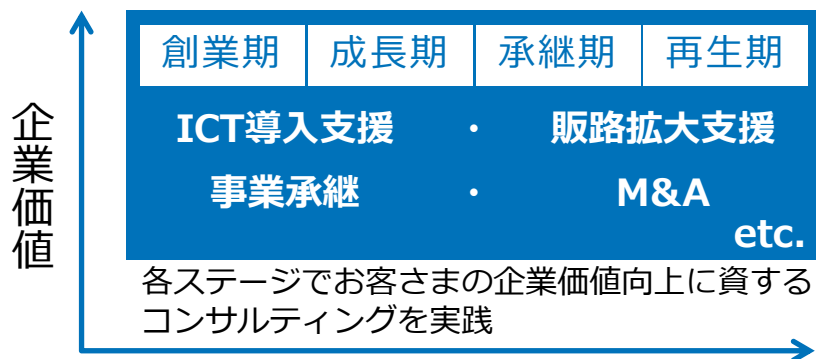 企業価値
創業期 成長期 承継期 再生期
ICT導入支援 ・ 販路拡大支援
事業承継 ・ M&A
etc.
各ステージでお客さまの企業価値向上に資する
コンサルティングを実践